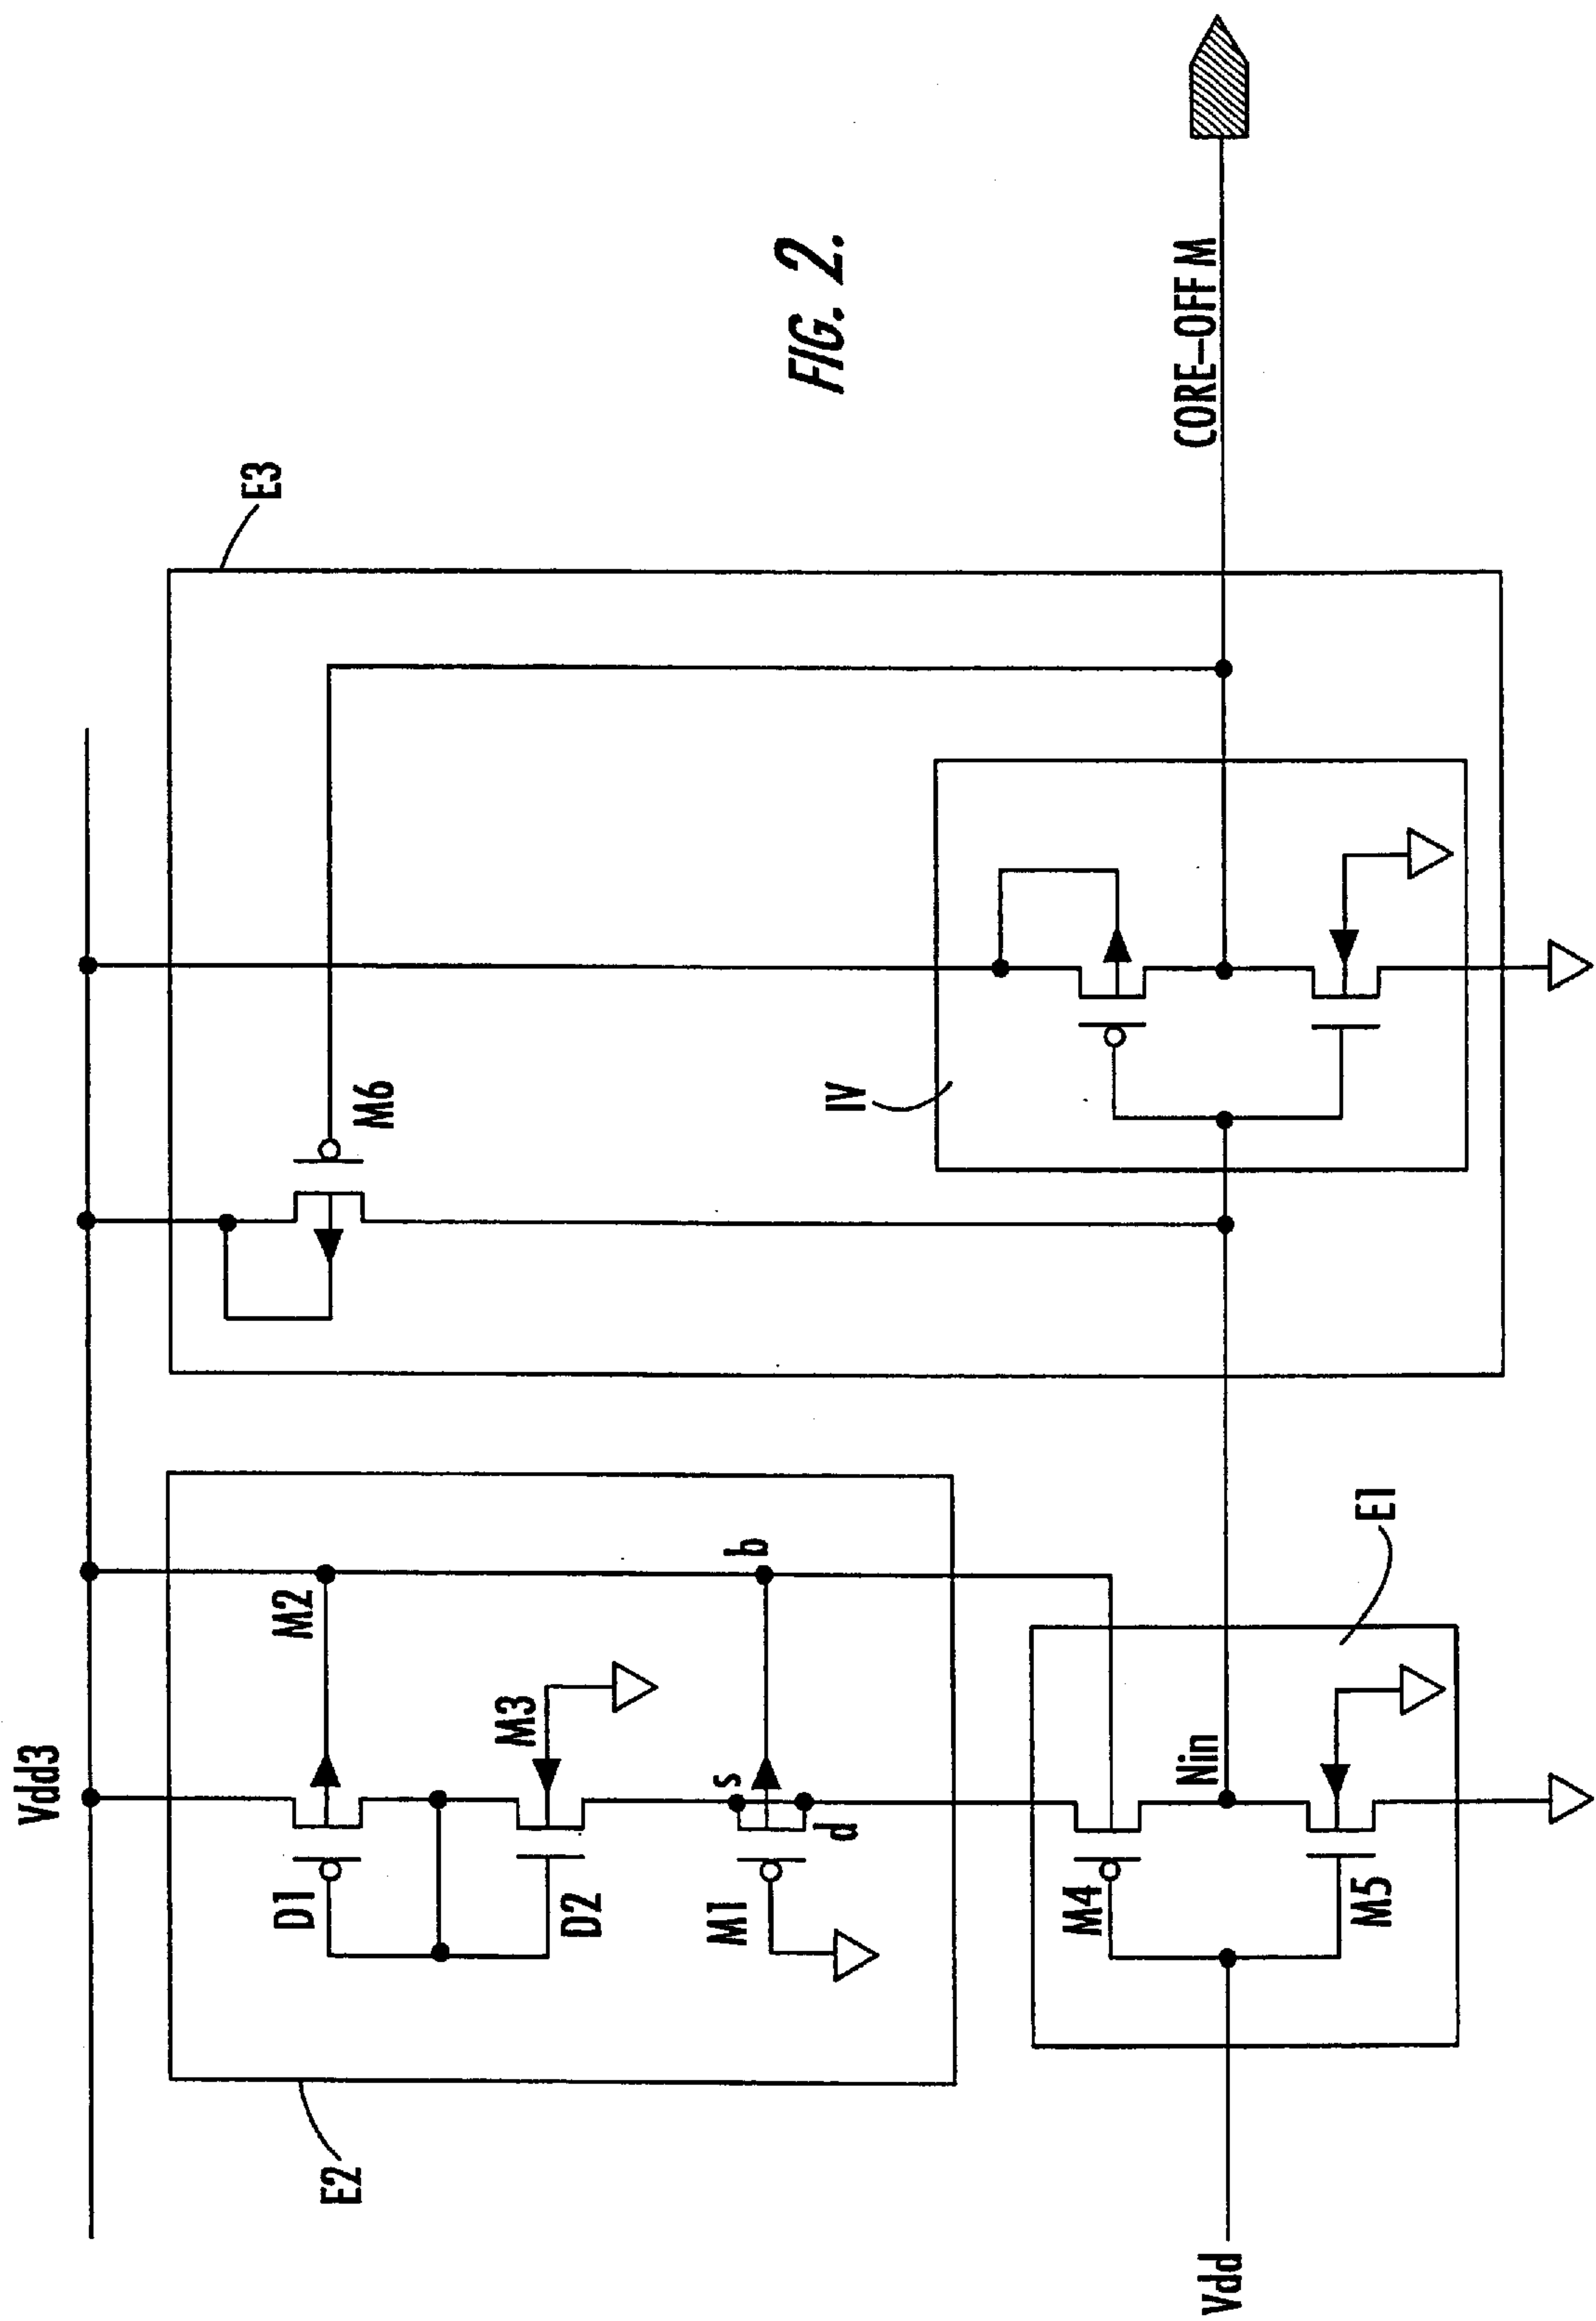 Vdd3
E2
D1
M2
M3
D2
s
b
M1
d
M4
Nin
M5
E1
Vdd
E3
M6
IV
CORE–OFF M
FIG. 2.